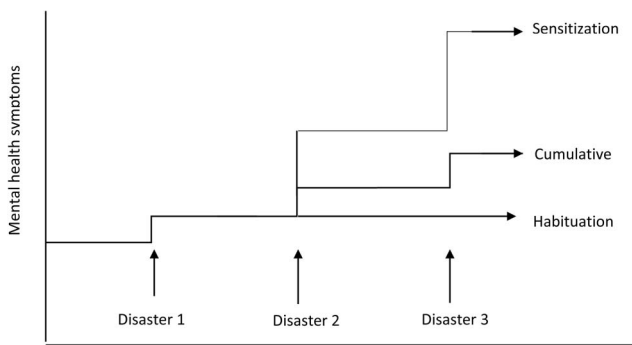 Sensitization
Mental health symptoms
Cumulative
Habituation
Disaster 1
Disaster 2
Disaster 3